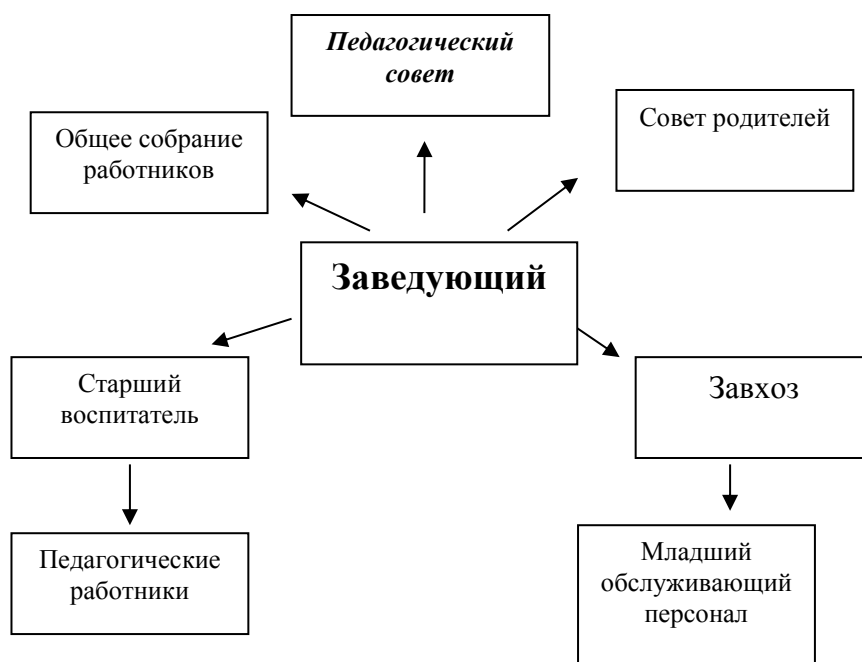 Педагогический
совет
Общее собрание
работников
Совет родителей
Заведующий
Старший
воспитатель
Завхоз
Педагогические
работники
Младший
обслуживающий
персонал